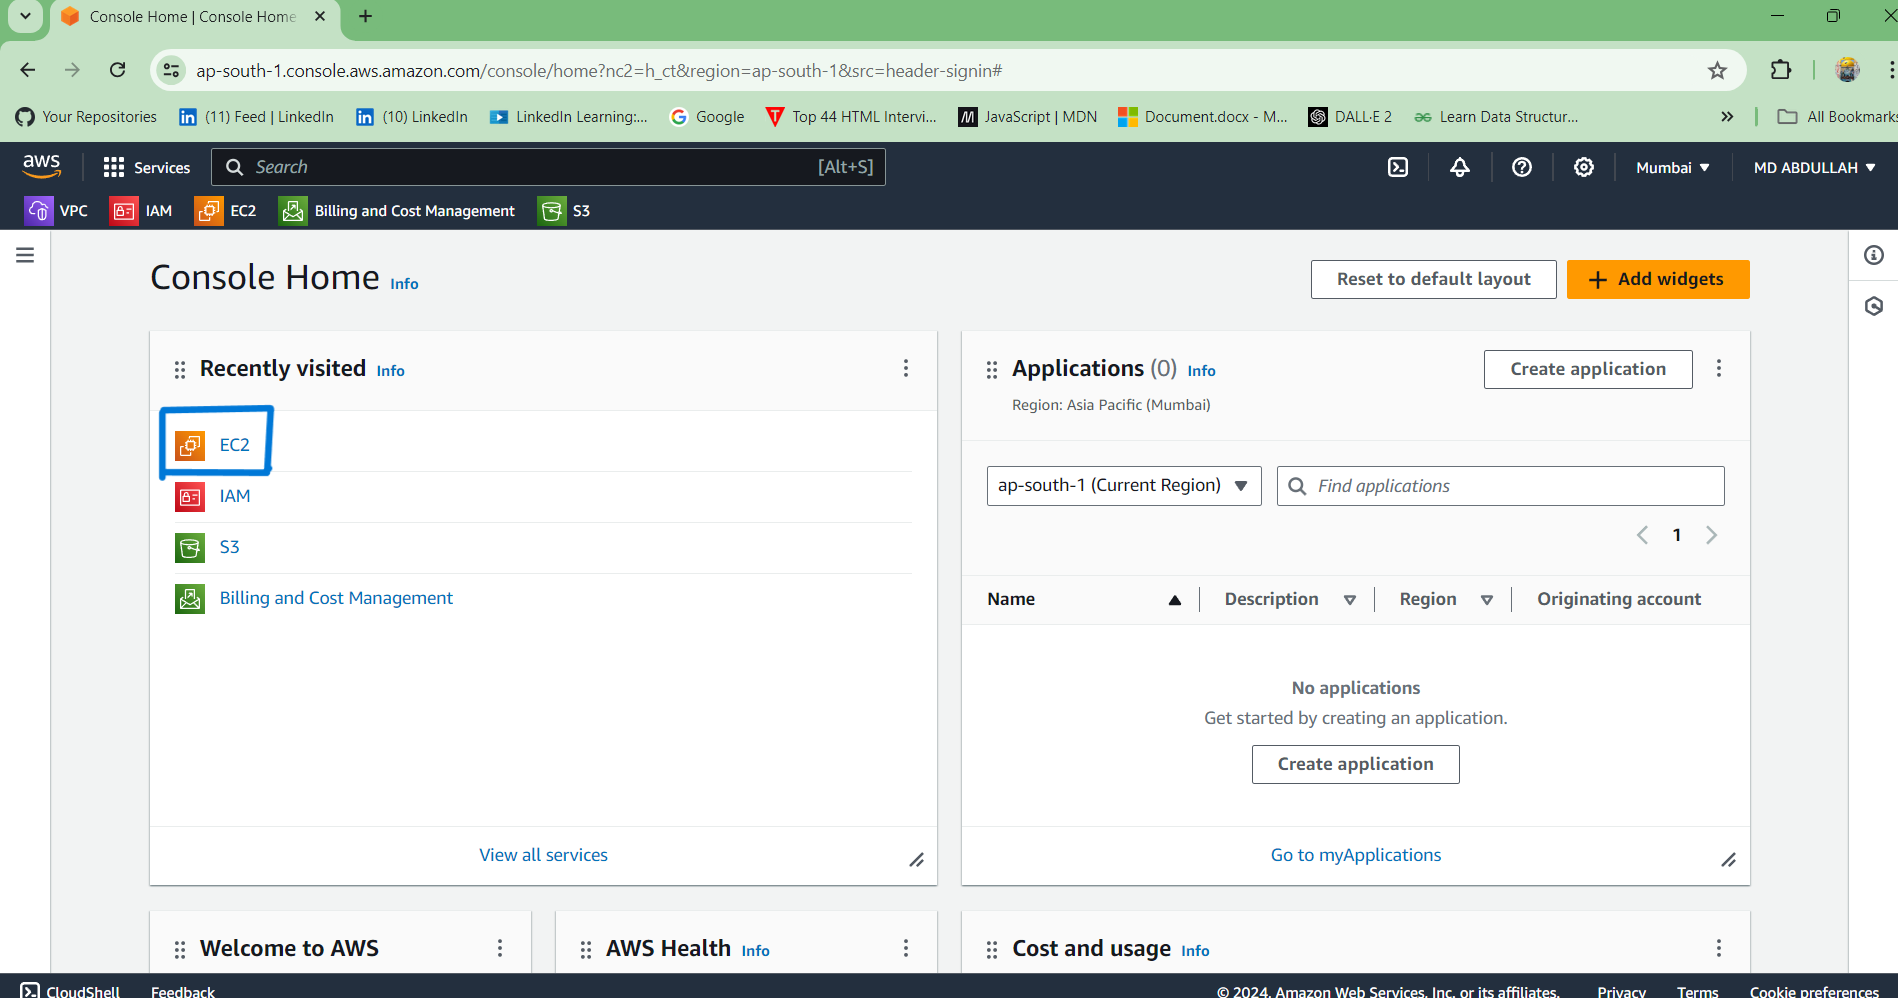 Console Home | Console Home
ap-south-1.console.aws.amazon.com/console/home?nc2=h_ct&region=ap-south-1&src=header-signin#
Your Repositories (11) Feed | LinkedIn (10) LinkedIn LinkedIn Learning:... Google Top 44 HTML Intervi... JavaScript | MDN Document.docx - M... DALL·E 2 Learn Data Structur... » All Bookmarks
aws Services Search [Alt+S] Mumbai MD ABDULLAH
VPC IAM EC2 Billing and Cost Management S3
Console Home Info
Reset to default layout
+ Add widgets
Recently visited Info
EC2
IAM
S3
Billing and Cost Management
View all services
Applications (0) Info
Create application
Region: Asia Pacific (Mumbai)
ap-south-1 (Current Region)
Find applications
1
Name Description Region Originating account
No applications
Get started by creating an application.
Create application
Go to myApplications
Welcome to AWS
AWS Health Info
Cost and usage Info
CloudShell Feedback © 2024, Amazon Web Services, Inc. or its affiliates. Privacy Terms Cookie preferences